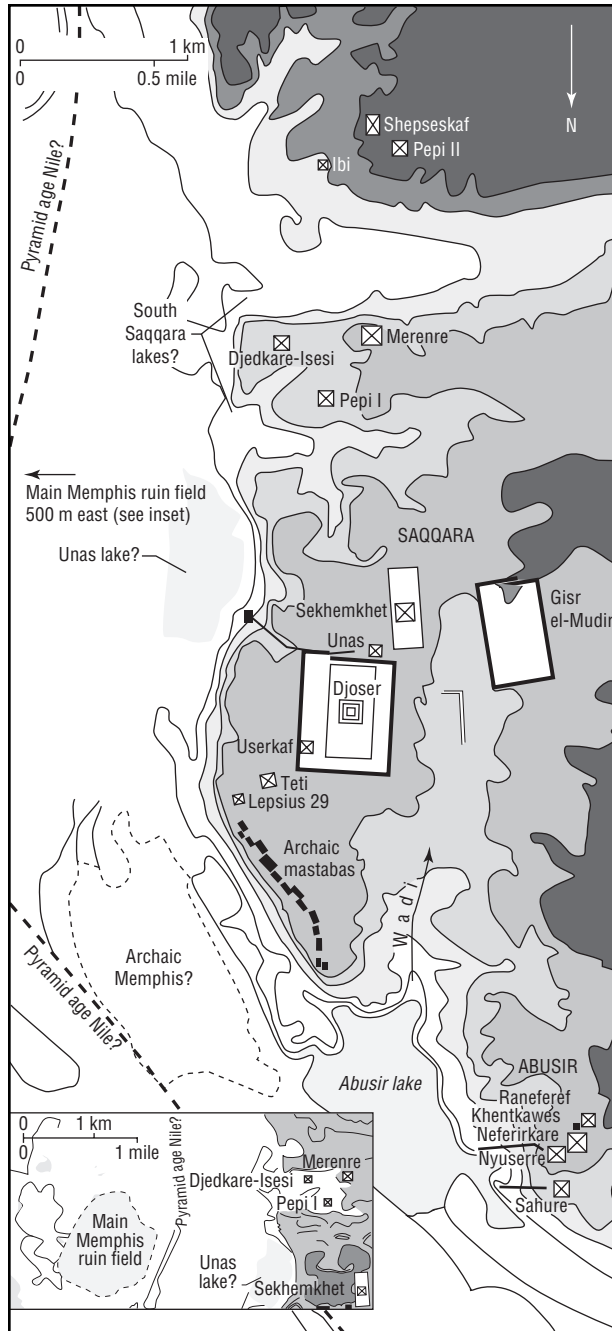 0 1 km
0 0.5 mile
N
Shepseskaf
Pepi II
Ibi
Pyramid age Nile?
South
Saqqara
lakes?
Merenre
Djedkare-Isesi
Pepi I
Main Memphis ruin field
500 m east (see inset)
SAQQARA
Unas lake?
Sekhemkhet
Gisr
el-Mudir
Unas
Djoser
Userkaf
Teti
Lepsius 29
Archaic
mastabas
Wadi
Archaic
Memphis?
Pyramid age Nile?
Abusir lake
ABUSIR
Raneferef
Khentkawes
Neferirkare
Nyuserre
Sahure
0 1 km
0 1 mile
Pyramid age Nile?
Merenre
Djedkare-Isesi
Pepi I
Main
Memphis
ruin field
Unas
lake?
Sekhemkhet